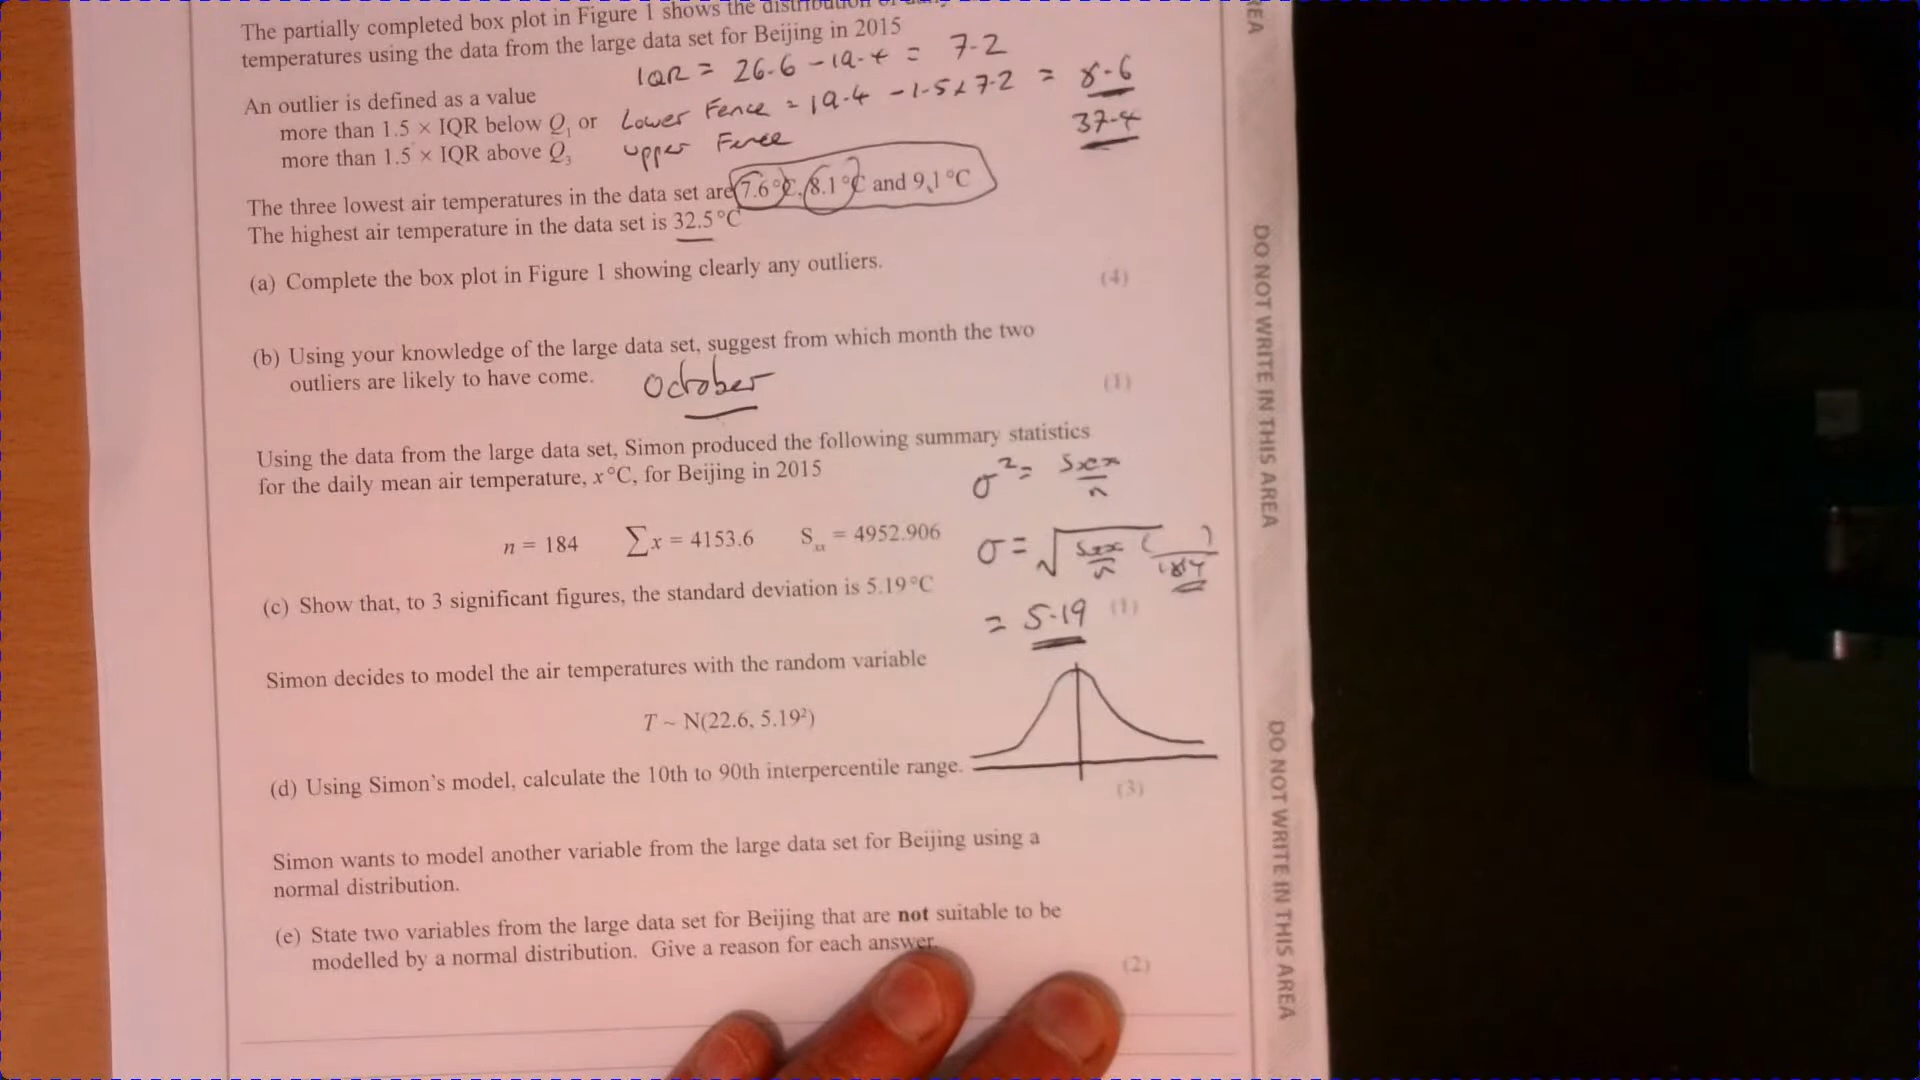 The partially completed box plot in Figure 1 shows the distribution of
temperatures using the data from the large data set for Beijing in 2015
IQR = 26.6 - 19.4 = 7.2
An outlier is defined as a value
more than 1.5 × IQR below Q₁ or
more than 1.5 × IQR above Q₃
Lower Fence = 19.4 - 1.5 × 7.2 = 8.6
Upper Fence 37.4
The three lowest air temperatures in the data set are 7.6 °C, 8.1 °C and 9.1 °C
The highest air temperature in the data set is 32.5 °C
(a) Complete the box plot in Figure 1 showing clearly any outliers.
(4)
(b) Using your knowledge of the large data set, suggest from which month the two
outliers are likely to have come.
October
(1)
Using the data from the large data set, Simon produced the following summary statistics
for the daily mean air temperature, x °C, for Beijing in 2015
σ² = Sxx/n
n = 184 ∑x = 4153.6 Sxx = 4952.906
σ = √ Sxx/n ( )/184
(c) Show that, to 3 significant figures, the standard deviation is 5.19 °C
= 5.19
(1)
Simon decides to model the air temperatures with the random variable
T ~ N(22.6, 5.19²)
(d) Using Simon's model, calculate the 10th to 90th interpercentile range.
(3)
Simon wants to model another variable from the large data set for Beijing using a
normal distribution.
(e) State two variables from the large data set for Beijing that are not suitable to be
modelled by a normal distribution. Give a reason for each answer.
(2)
EA
DO NOT WRITE IN THIS AREA
DO NOT WRITE IN THIS AREA